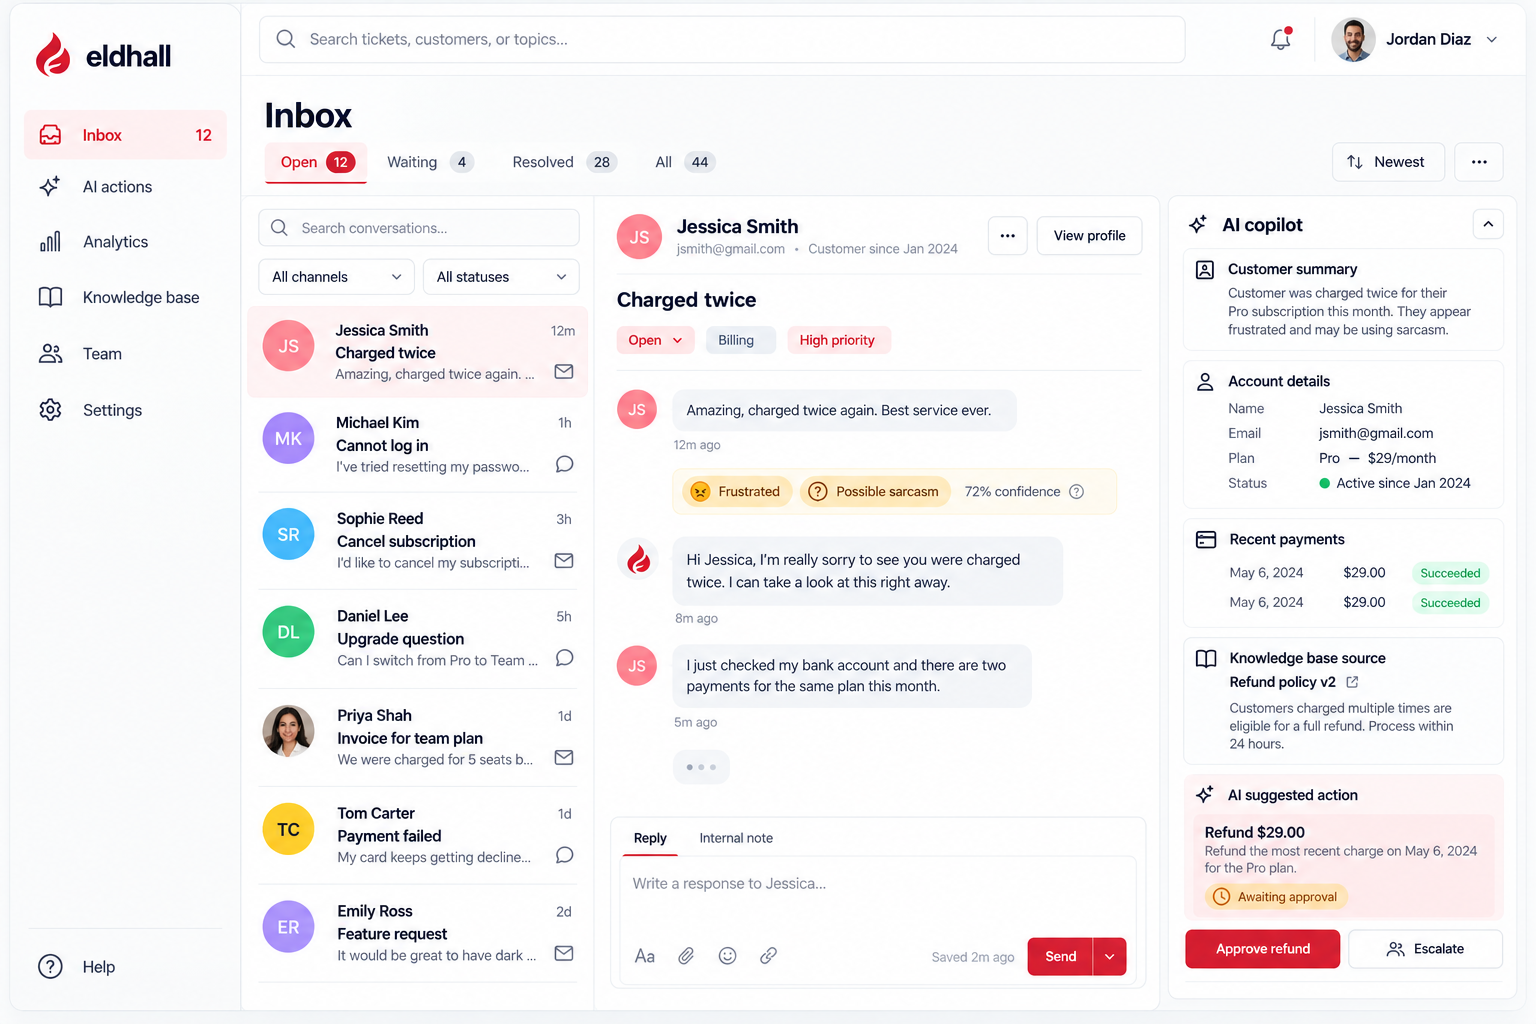 eldhall
Search tickets, customers, or topics...
Jordan Diaz
Inbox 12
AI actions
Analytics
Knowledge base
Team
Settings
Help
Inbox
Open 12
Waiting 4
Resolved 28
All 44
Newest
Search conversations...
All channels
All statuses
JS
Jessica Smith 12m
Charged twice
Amazing, charged twice again. ...
MK
Michael Kim 1h
Cannot log in
I've tried resetting my passwo...
SR
Sophie Reed 3h
Cancel subscription
I'd like to cancel my subscripti...
DL
Daniel Lee 5h
Upgrade question
Can I switch from Pro to Team ...
Priya Shah 1d
Invoice for team plan
We were charged for 5 seats b...
TC
Tom Carter 1d
Payment failed
My card keeps getting decline...
ER
Emily Ross 2d
Feature request
It would be great to have dark ...
JS
Jessica Smith
jsmith@gmail.com • Customer since Jan 2024
View profile
Charged twice
Open
Billing
High priority
JS
Amazing, charged twice again. Best service ever.
12m ago
Frustrated
Possible sarcasm
72% confidence
Hi Jessica, I'm really sorry to see you were charged
twice. I can take a look at this right away.
8m ago
JS
I just checked my bank account and there are two
payments for the same plan this month.
5m ago
Reply
Internal note
Write a response to Jessica...
Aa
Saved 2m ago
Send
AI copilot
Customer summary
Customer was charged twice for their
Pro subscription this month. They appear
frustrated and may be using sarcasm.
Account details
Name Jessica Smith
Email jsmith@gmail.com
Plan Pro — $29/month
Status Active since Jan 2024
Recent payments
May 6, 2024 $29.00 Succeeded
May 6, 2024 $29.00 Succeeded
Knowledge base source
Refund policy v2
Customers charged multiple times are
eligible for a full refund. Process within
24 hours.
AI suggested action
Refund $29.00
Refund the most recent charge on May 6, 2024
for the Pro plan.
Awaiting approval
Approve refund
Escalate